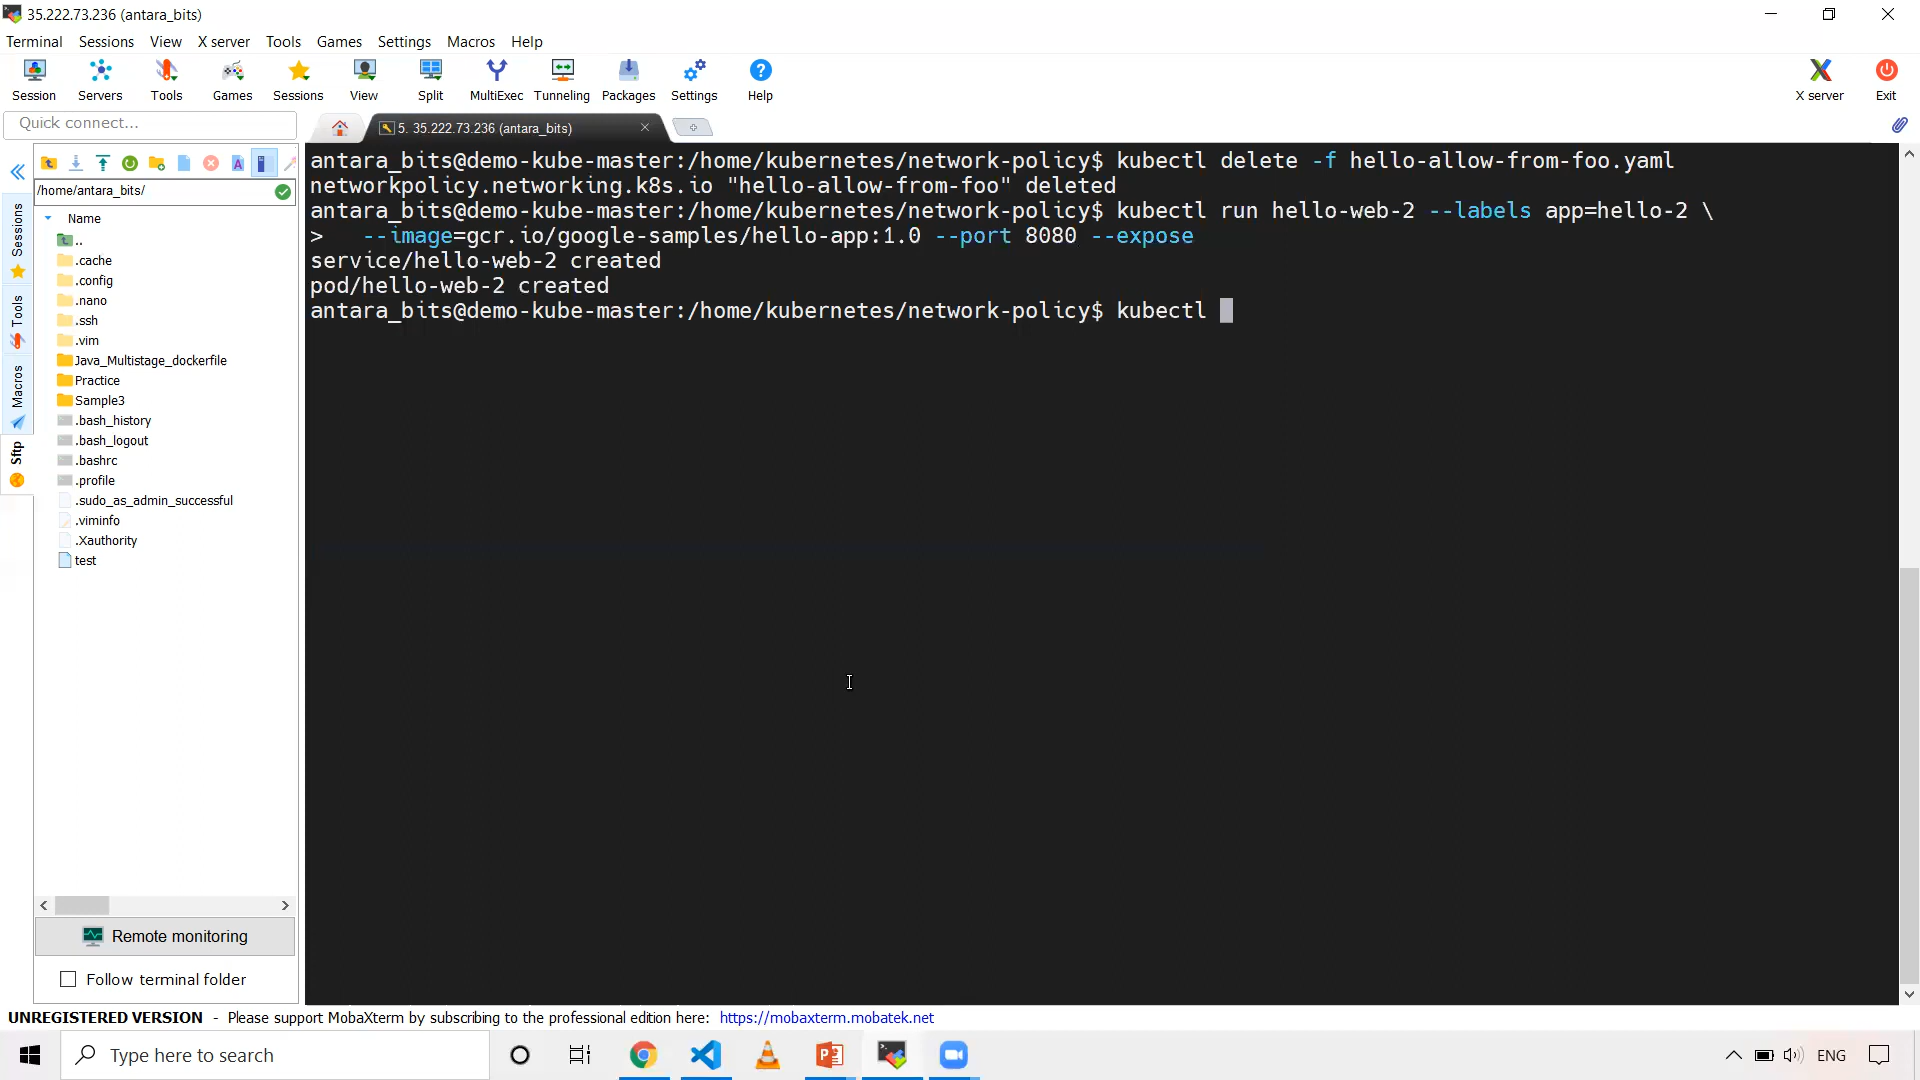 35.222.73.236 (antara_bits)
Terminal Sessions View X server Tools Games Settings Macros Help
Session Servers Tools Games Sessions View Split MultiExec Tunneling Packages Settings Help X server Exit
Quick connect...
5. 35.222.73.236 (antara_bits)
/home/antara_bits/
Name
..
.cache
.config
.nano
.ssh
.vim
Java_Multistage_dockerfile
Practice
Sample3
.bash_history
.bash_logout
.bashrc
.profile
.sudo_as_admin_successful
.viminfo
.Xauthority
test
Sessions
Tools
Macros
Sftp
Remote monitoring
Follow terminal folder
antara_bits@demo-kube-master:/home/kubernetes/network-policy$ kubectl delete -f hello-allow-from-foo.yaml
networkpolicy.networking.k8s.io "hello-allow-from-foo" deleted
antara_bits@demo-kube-master:/home/kubernetes/network-policy$ kubectl run hello-web-2 --labels app=hello-2 \
>   --image=gcr.io/google-samples/hello-app:1.0 --port 8080 --expose
service/hello-web-2 created
pod/hello-web-2 created
antara_bits@demo-kube-master:/home/kubernetes/network-policy$ kubectl
UNREGISTERED VERSION - Please support MobaXterm by subscribing to the professional edition here: https://mobaxterm.mobatek.net
Type here to search
ENG